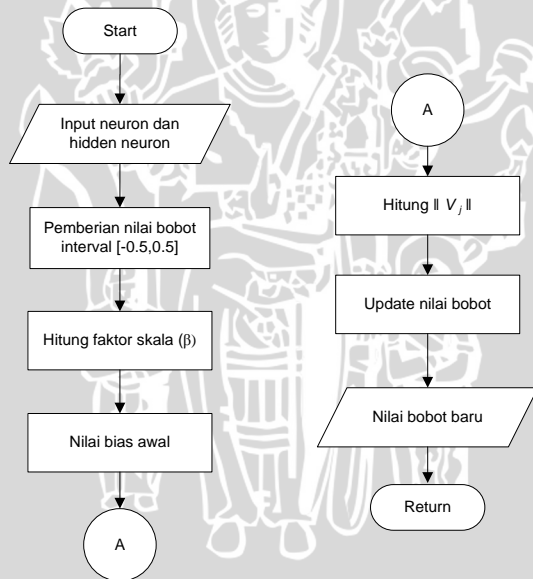 Start
Input neuron dan
hidden neuron
Pemberian nilai bobot
interval [-0.5,0.5]
Hitung faktor skala (β)
Nilai bias awal
A
A
Hitung ‖ V j ‖
Update nilai bobot
Nilai bobot baru
Return